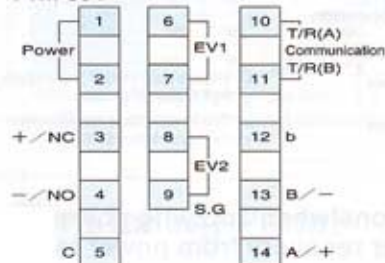 1 6 10
T/R(A)
Power EV1 Communication
2 7 11 T/R(B)
+/NC 3 8 12 b
EV2
-/NO 4 9 13 B/-
S.G
C 5 14 A/+